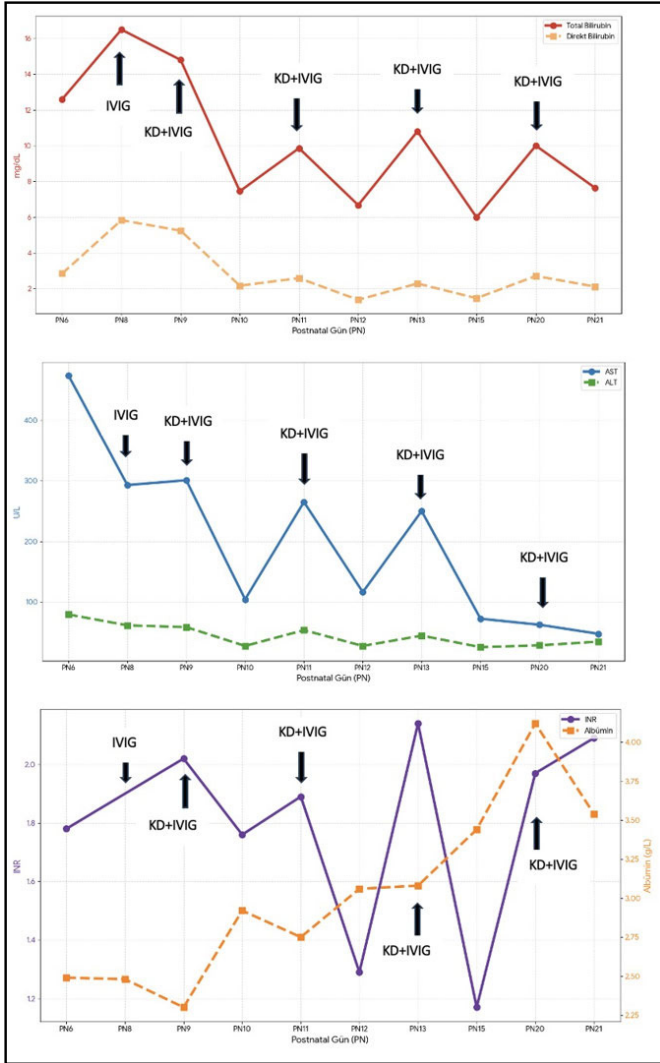 Total Bilirubin
Direkt Bilirubin
16
14
12
10
8
6
4
2
mg/dL
IVIG
KD+IVIG
KD+IVIG
KD+IVIG
KD+IVIG
PN6 PN8 PN9 PN10 PN11 PN12 PN13 PN15 PN20 PN21
Postnatal Gün (PN)
AST
ALT
400
300
200
100
U/L
IVIG
KD+IVIG
KD+IVIG
KD+IVIG
KD+IVIG
PN6 PN8 PN9 PN10 PN11 PN12 PN13 PN15 PN20 PN21
Postnatal Gün (PN)
INR
Albümin
2.0
1.8
1.6
1.4
1.2
INR
IVIG
KD+IVIG
KD+IVIG
KD+IVIG
KD+IVIG
4.00
3.75
3.50
3.25
3.00
2.75
2.50
2.25
Albümin (g/L)
PN6 PN8 PN9 PN10 PN11 PN12 PN13 PN15 PN20 PN21
Postnatal Gün (PN)